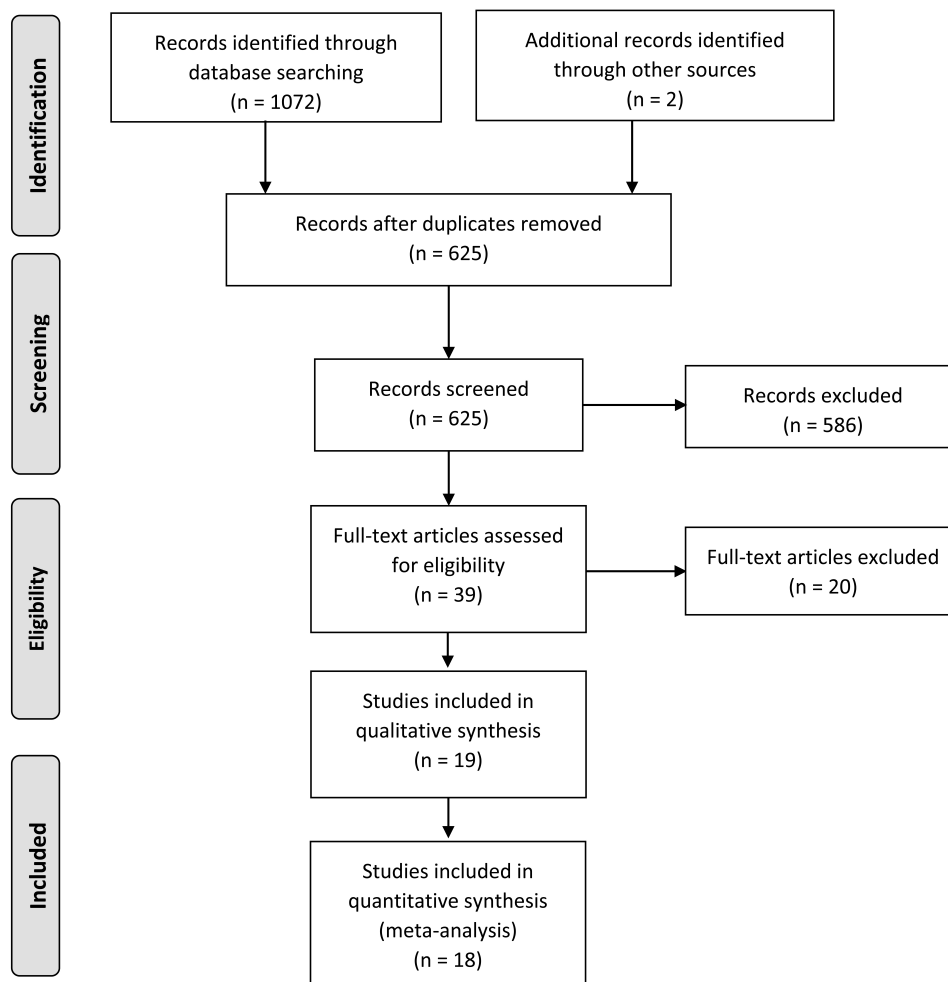 Identification
Records identified through
database searching
(n = 1072)
Additional records identified
through other sources
(n = 2)
Records after duplicates removed
(n = 625)
Screening
Records screened
(n = 625)
Records excluded
(n = 586)
Eligibility
Full-text articles assessed
for eligibility
(n = 39)
Full-text articles excluded
(n = 20)
Studies included in
qualitative synthesis
(n = 19)
Included
Studies included in
quantitative synthesis
(meta-analysis)
(n = 18)